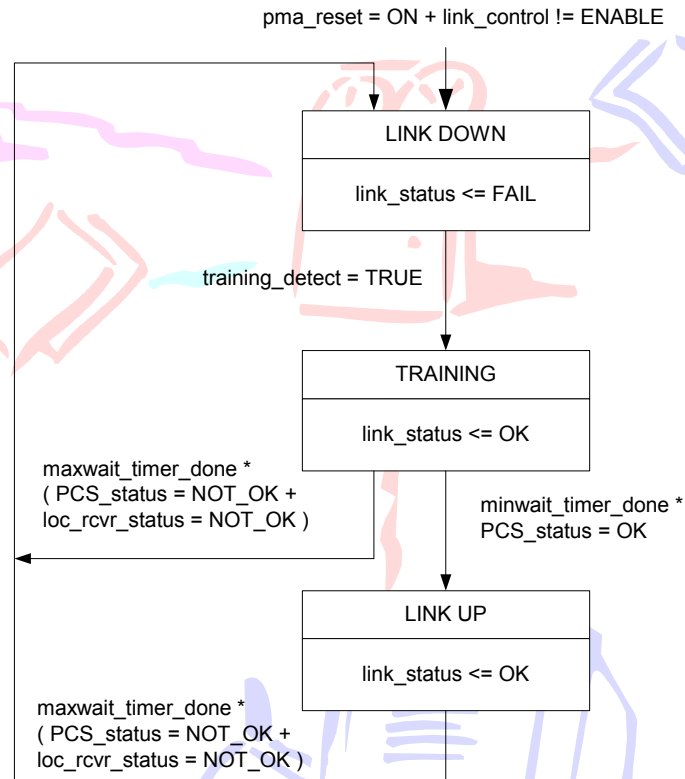 pma_reset = ON + link_control != ENABLE
LINK DOWN
link_status <= FAIL
training_detect = TRUE
TRAINING
link_status <= OK
maxwait_timer_done *
( PCS_status = NOT_OK +
loc_rcvr_status = NOT_OK )
minwait_timer_done *
PCS_status = OK
LINK UP
link_status <= OK
maxwait_timer_done *
( PCS_status = NOT_OK +
loc_rcvr_status = NOT_OK )